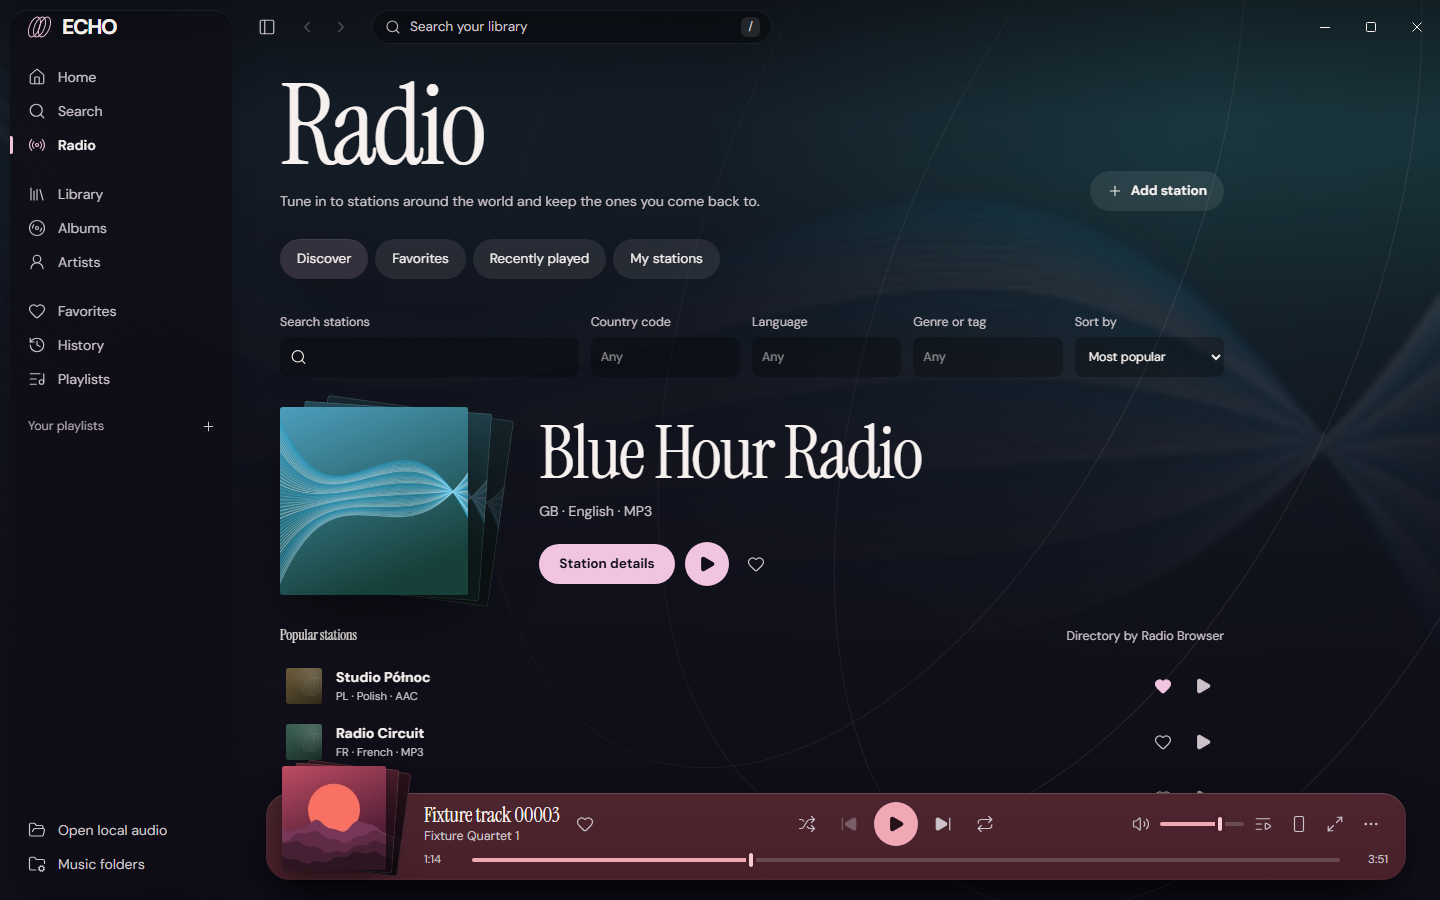 ECHO
Search your library
/
Home
Search
Radio
Library
Albums
Artists
Favorites
History
Playlists
Your playlists
Open local audio
Music folders
Radio
Tune in to stations around the world and keep the ones you come back to.
Add station
Discover
Favorites
Recently played
My stations
Search stations
Country code
Language
Genre or tag
Sort by
Any
Any
Any
Most popular
Blue Hour Radio
GB · English · MP3
Station details
Popular stations
Directory by Radio Browser
Studio Północ
PL · Polish · AAC
Radio Circuit
FR · French · MP3
Fixture track 00003
Fixture Quartet 1
1:14
3:51